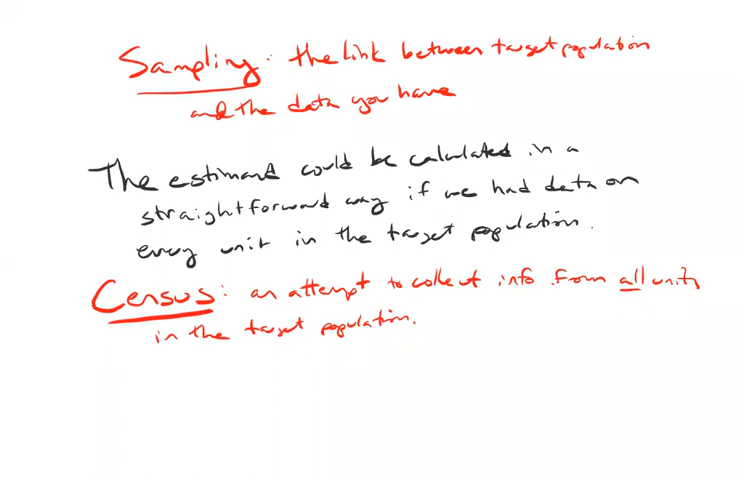 Sampling: the link between target population
and the data you have
The estimand could be calculated in a
straightforward way if we had data on
every unit in the target population.
Census: an attempt to collect info from all units
in the target population.